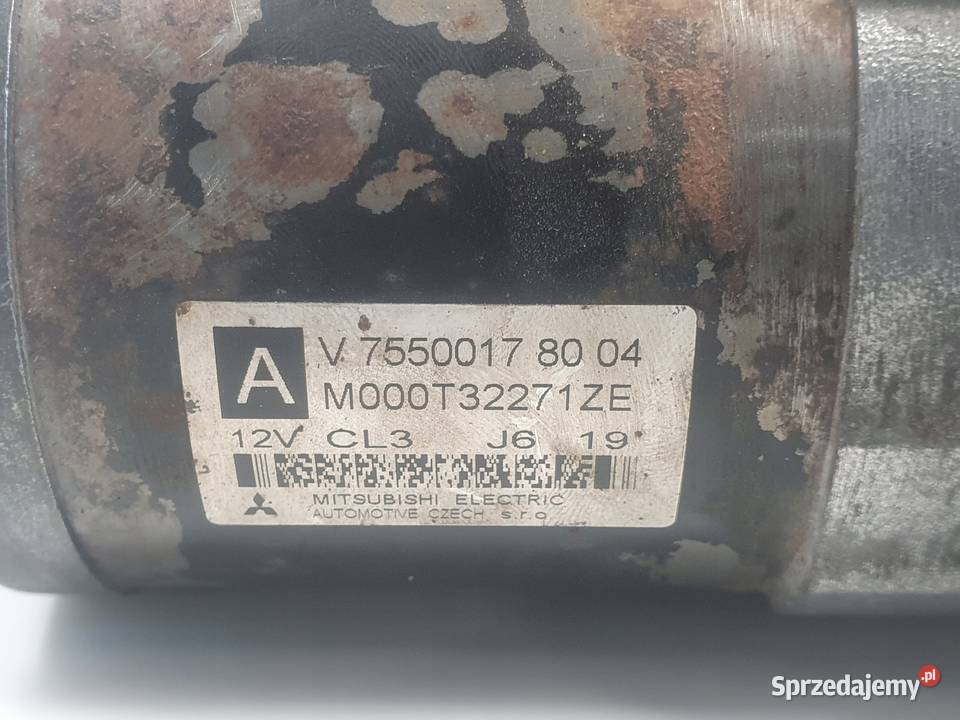 A
V 7550017 80 04
M000T32271ZE
12V CL3 J6 19
MITSUBISHI ELECTRIC
AUTOMOTIVE CZECH s.r.o
Sprzedajemy.pl